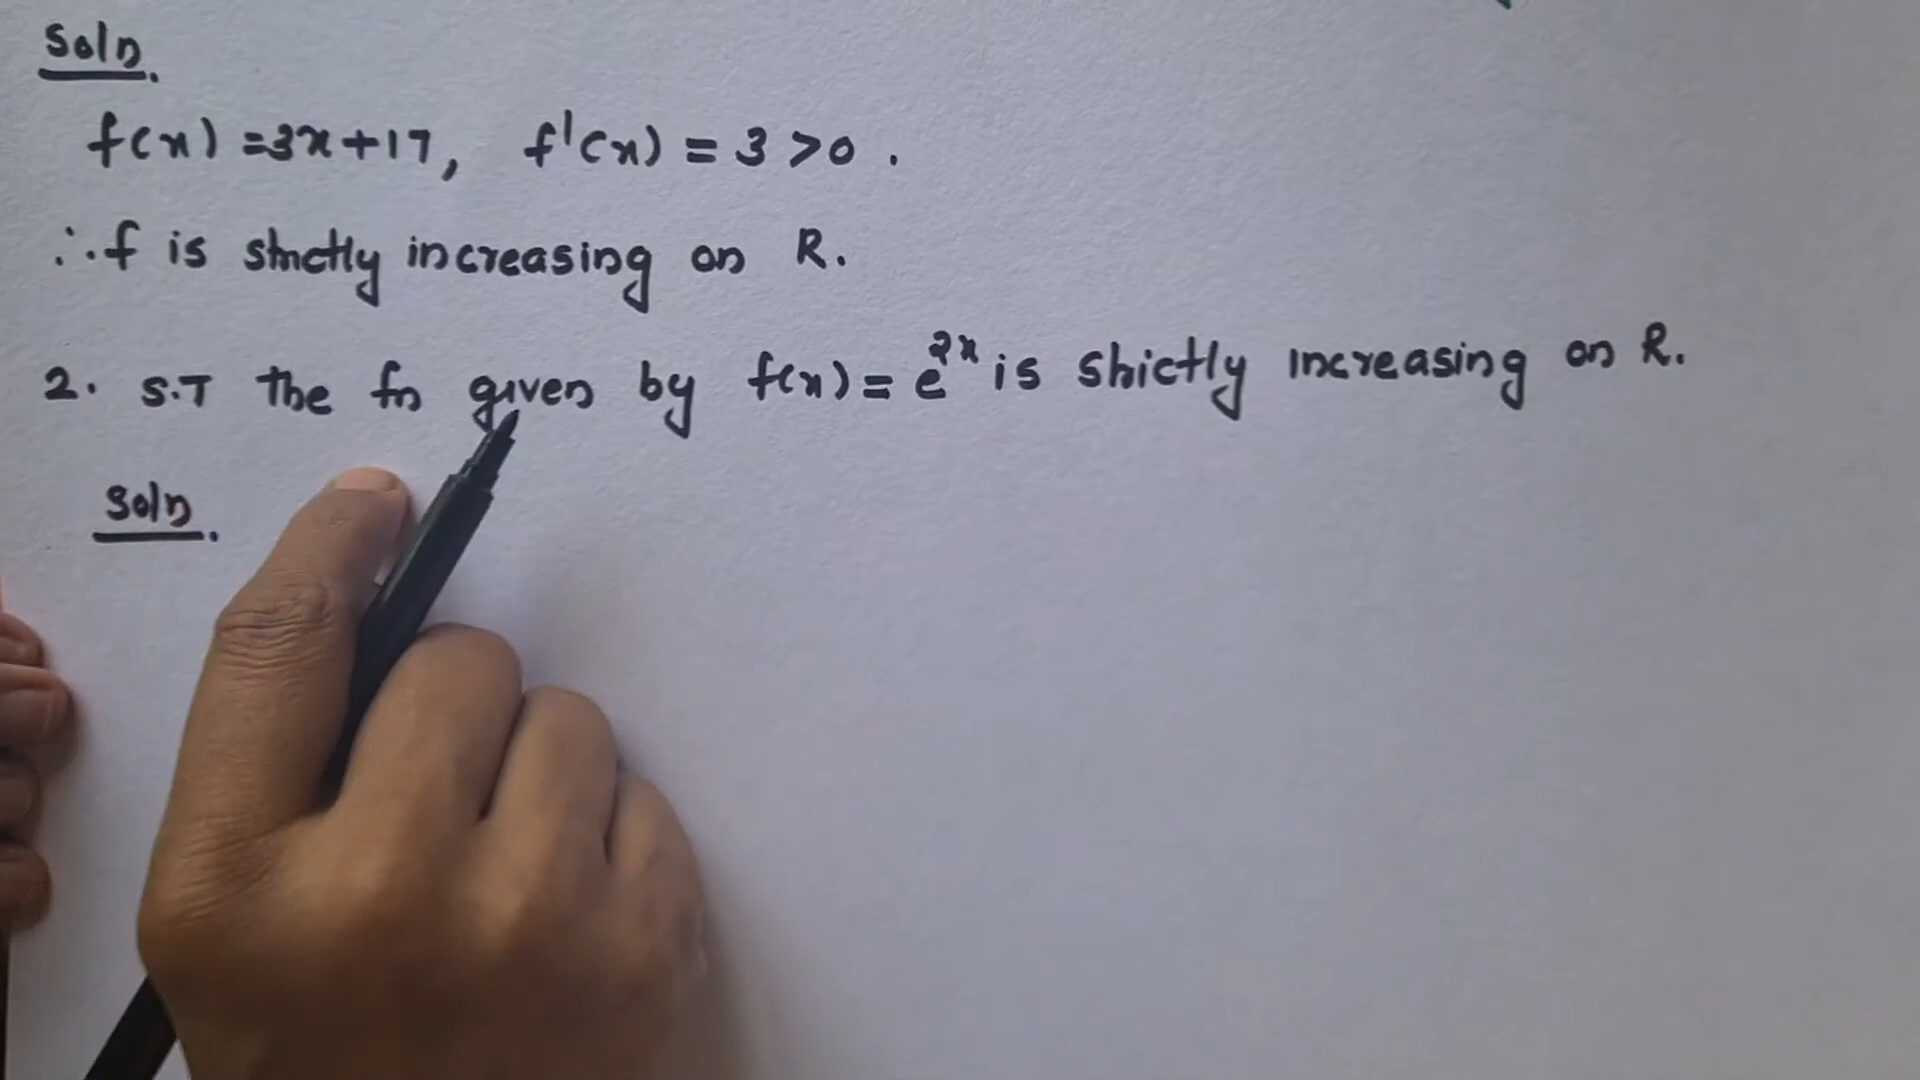 Soln.
f(x) = 3x+17, f'(x) = 3 > 0 .
∴ f is strictly increasing on R.
2. S.T the fn given by f(x) = e^2x is strictly increasing on R.
Soln.